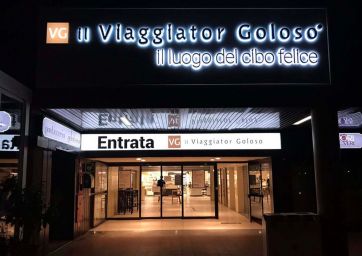 VG Il Viaggiator Goloso®
il luogo del cibo felice
Entrata VG Il Viaggiator Goloso